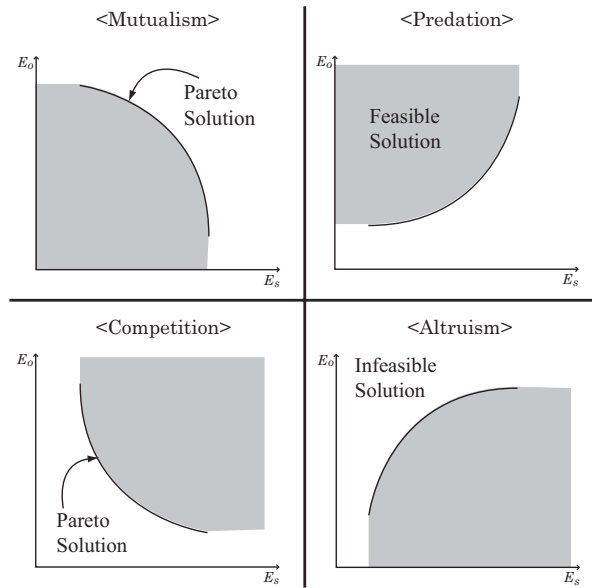 <Mutualism>
Eo
Pareto
Solution
Es
<Predation>
Eo
Feasible
Solution
Es
<Competition>
Eo
Pareto
Solution
Es
<Altruism>
Eo
Infeasible
Solution
Es